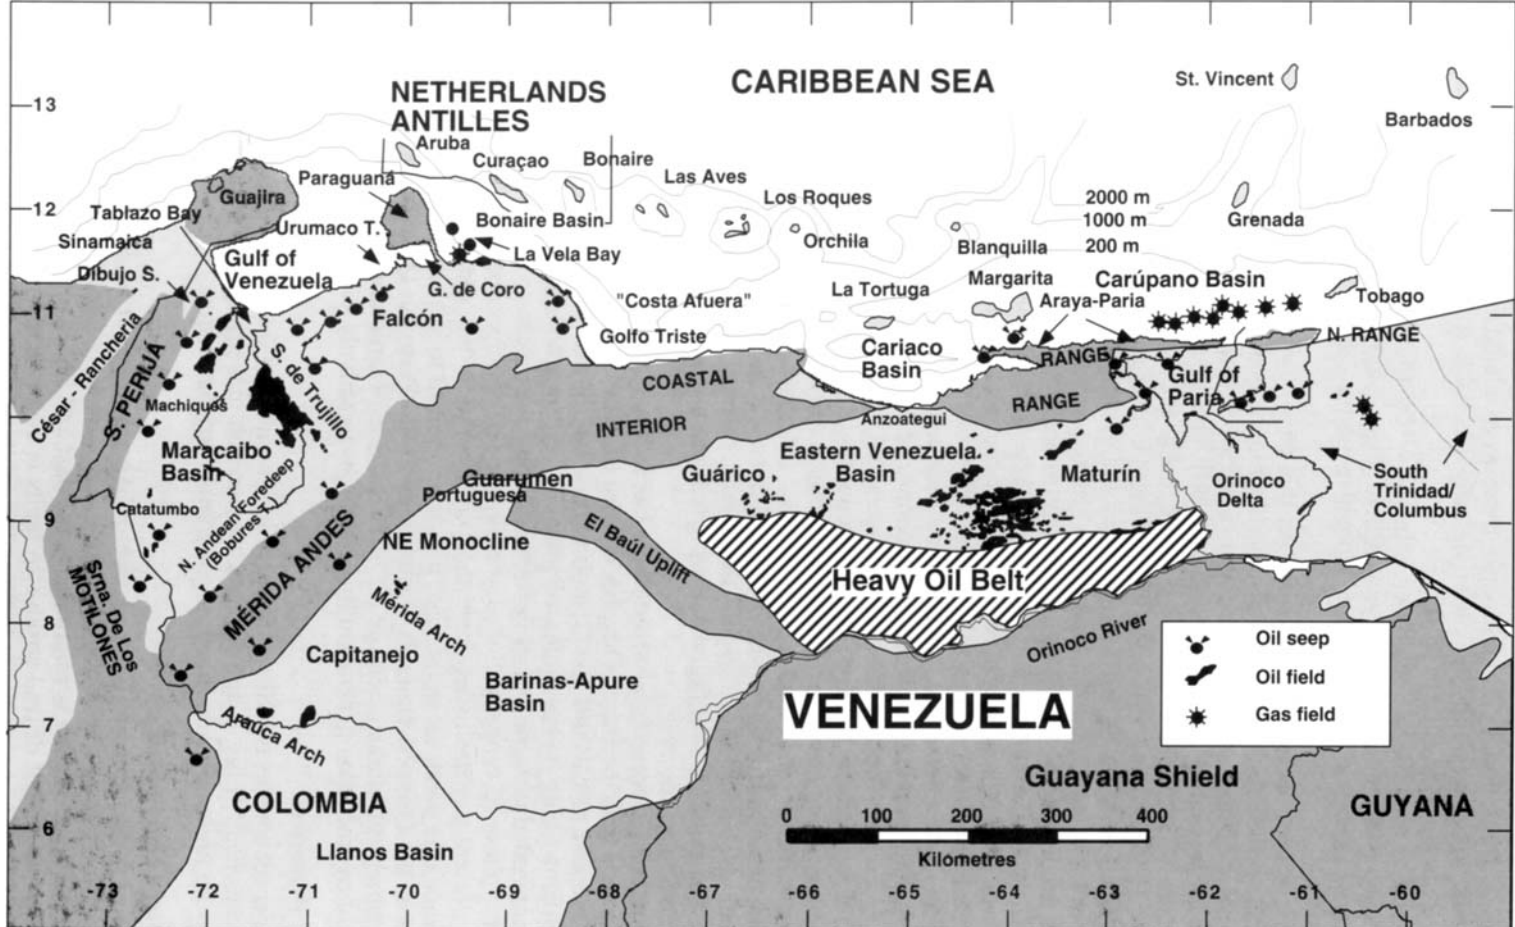 CARIBBEAN SEA
St. Vincent
Barbados
NETHERLANDS
ANTILLES
13
Aruba
Curaçao
Bonaire
Las Aves
Los Roques
Orchila
Blanquilla
2000 m
1000 m
200 m
Grenada
12
Guajira
Paraguaná
Tablazo Bay
Urumaco T.
Bonaire Basin
La Vela Bay
Sinamaica
Dibujo S.
Gulf of
Venezuela
G. de Coro
"Costa Afuera"
Golfo Triste
La Tortuga
Margarita
Araya-Paria
Carúpano Basin
Tobago
11
César - Rancheria
Falcón
Cariaco
Basin
RANGE
N. RANGE
S. PERIJÁ
S. de Trujillo
Machiques
COASTAL
INTERIOR
RANGE
Gulf of
Paria
Anzoategui
Maracaibo
Basin
Guarumen
Portuguesa
Guárico
Eastern Venezuela
Basin
Maturín
Orinoco
Delta
South
Trinidad/
Columbus
Catatumbo
N. Andean Foredeep
(Bobures T.)
9
MÉRIDA ANDES
NE Monocline
El Baúl Uplift
Heavy Oil Belt
Srna. De Los
MOTILONES
Mérida Arch
8
Capitanejo
Barinas-Apure
Basin
Orinoco River
Oil seep
Oil field
Gas field
VENEZUELA
7
Arauca Arch
Guayana Shield
COLOMBIA
GUYANA
0 100 200 300 400
Kilometres
6
Llanos Basin
-73 -72 -71 -70 -69 -68 -67 -66 -65 -64 -63 -62 -61 -60